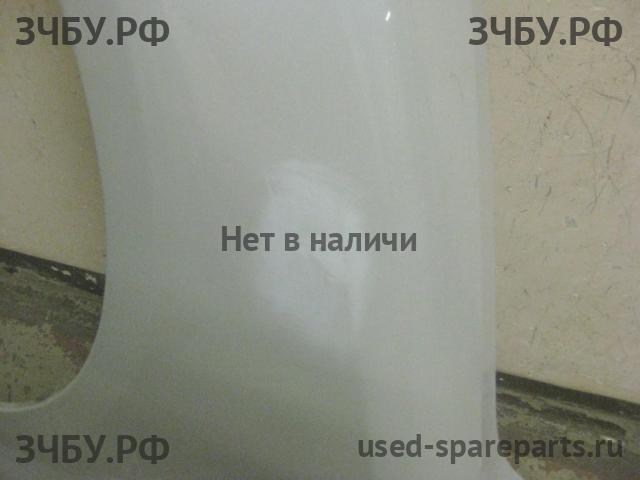 ЗЧБУ.РФ ЗЧБУ.РФ
Нет в наличи
ЗЧБУ.РФ used-spareparts.ru